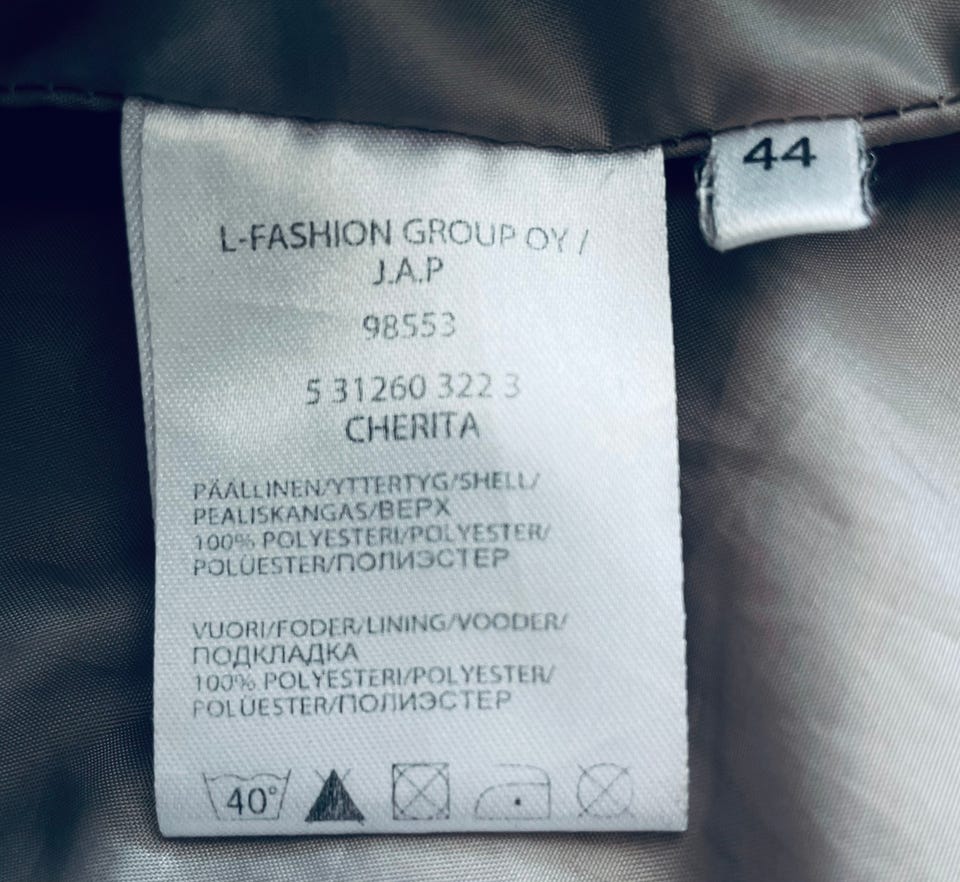 L-FASHION GROUP OY /
J.A.P
98553
5 31260 322 3
CHERITA
PÄÄLLINEN/YTTERTYG/SHELL/
PEALISKANGAS/ВЕРХ
100% POLYESTERI/POLYESTER/
POLÜESTER/ПОЛИЭСТЕР
VUORI/FODER/LINING/VOODER/
ПОДКЛАДКА
100% POLYESTERI/POLYESTER/
POLÜESTER/ПОЛИЭСТЕР
40°
44